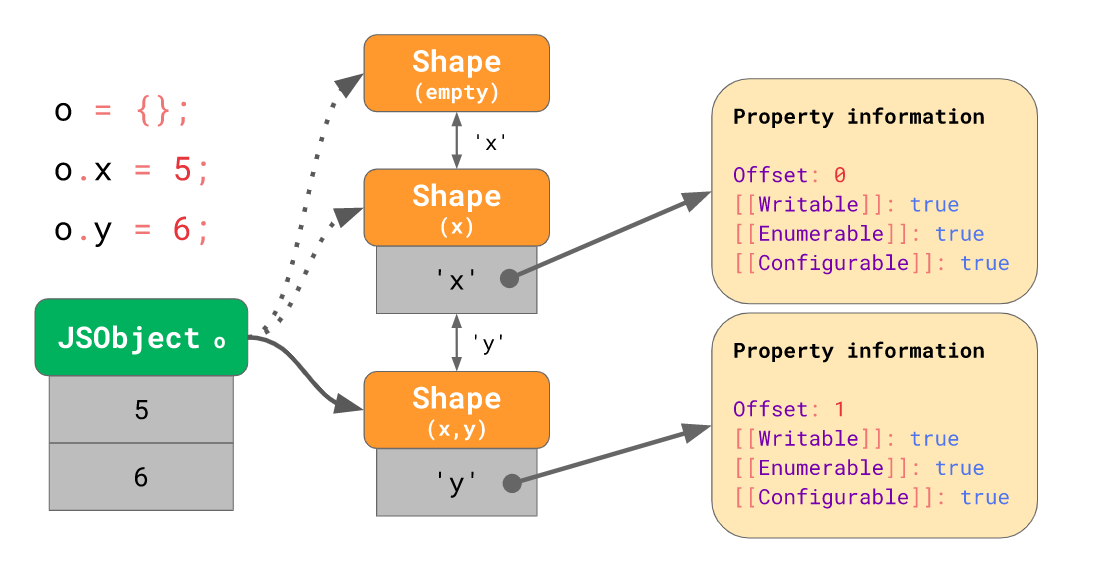 o = {};
o.x = 5;
o.y = 6;
JSObject o
5
6
Shape
(empty)
'x'
Shape
(x)
'x'
'y'
Shape
(x,y)
'y'
Property information
Offset: 0
[[Writable]]: true
[[Enumerable]]: true
[[Configurable]]: true
Property information
Offset: 1
[[Writable]]: true
[[Enumerable]]: true
[[Configurable]]: true